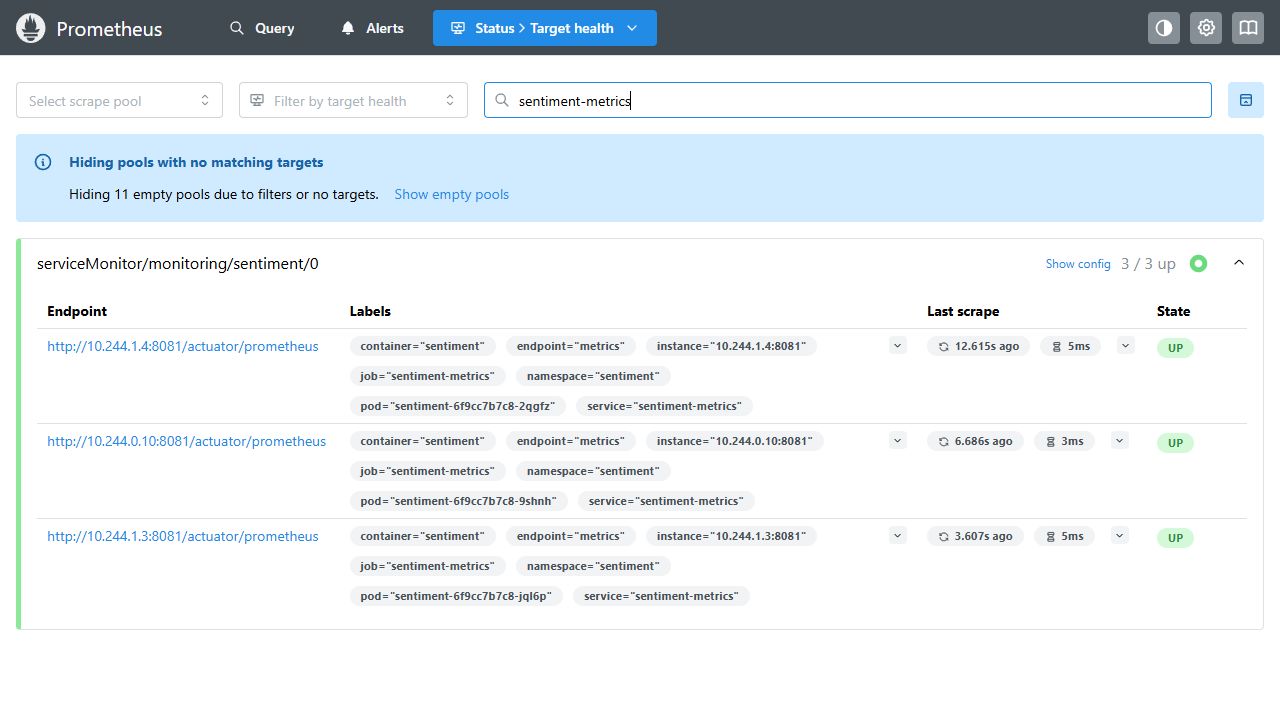 Prometheus Query Alerts Status > Target health
Select scrape pool Filter by target health sentiment-metrics
Hiding pools with no matching targets
Hiding 11 empty pools due to filters or no targets. Show empty pools
serviceMonitor/monitoring/sentiment/0 Show config 3 / 3 up
Endpoint Labels Last scrape State
http://10.244.1.4:8081/actuator/prometheus container="sentiment" endpoint="metrics" instance="10.244.1.4:8081" 12.615s ago 5ms UP
job="sentiment-metrics" namespace="sentiment"
pod="sentiment-6f9cc7b7c8-2qgfz" service="sentiment-metrics"
http://10.244.0.10:8081/actuator/prometheus container="sentiment" endpoint="metrics" instance="10.244.0.10:8081" 6.686s ago 3ms UP
job="sentiment-metrics" namespace="sentiment"
pod="sentiment-6f9cc7b7c8-9shnh" service="sentiment-metrics"
http://10.244.1.3:8081/actuator/prometheus container="sentiment" endpoint="metrics" instance="10.244.1.3:8081" 3.607s ago 5ms UP
job="sentiment-metrics" namespace="sentiment"
pod="sentiment-6f9cc7b7c8-jql6p" service="sentiment-metrics"